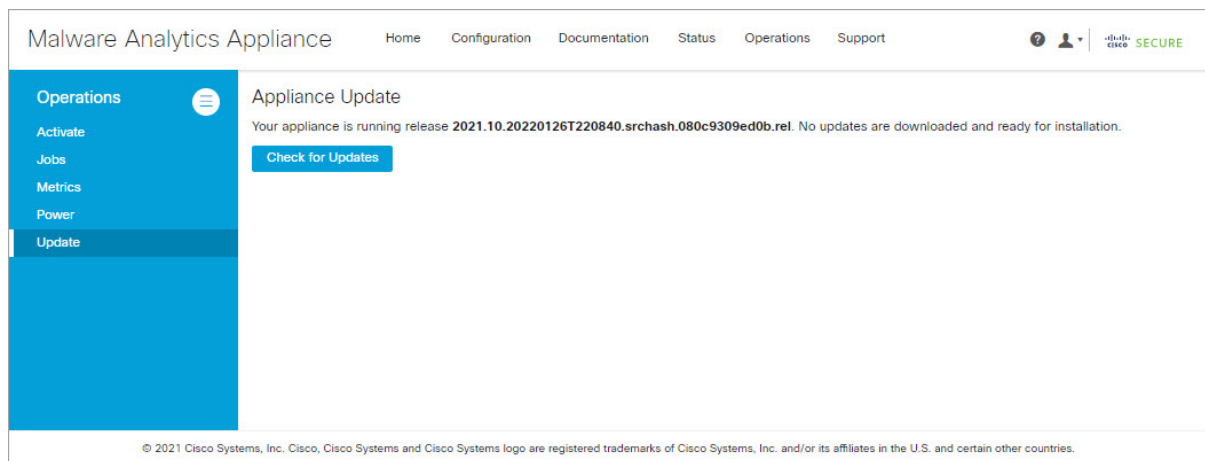 Malware Analytics Appliance
Home Configuration Documentation Status Operations Support
cisco SECURE
Operations
Activate
Jobs
Metrics
Power
Update
Appliance Update
Your appliance is running release 2021.10.20220126T220840.srchash.080c9309ed0b.rel. No updates are downloaded and ready for installation.
Check for Updates
© 2021 Cisco Systems, Inc. Cisco, Cisco Systems and Cisco Systems logo are registered trademarks of Cisco Systems, Inc. and/or its affiliates in the U.S. and certain other countries.